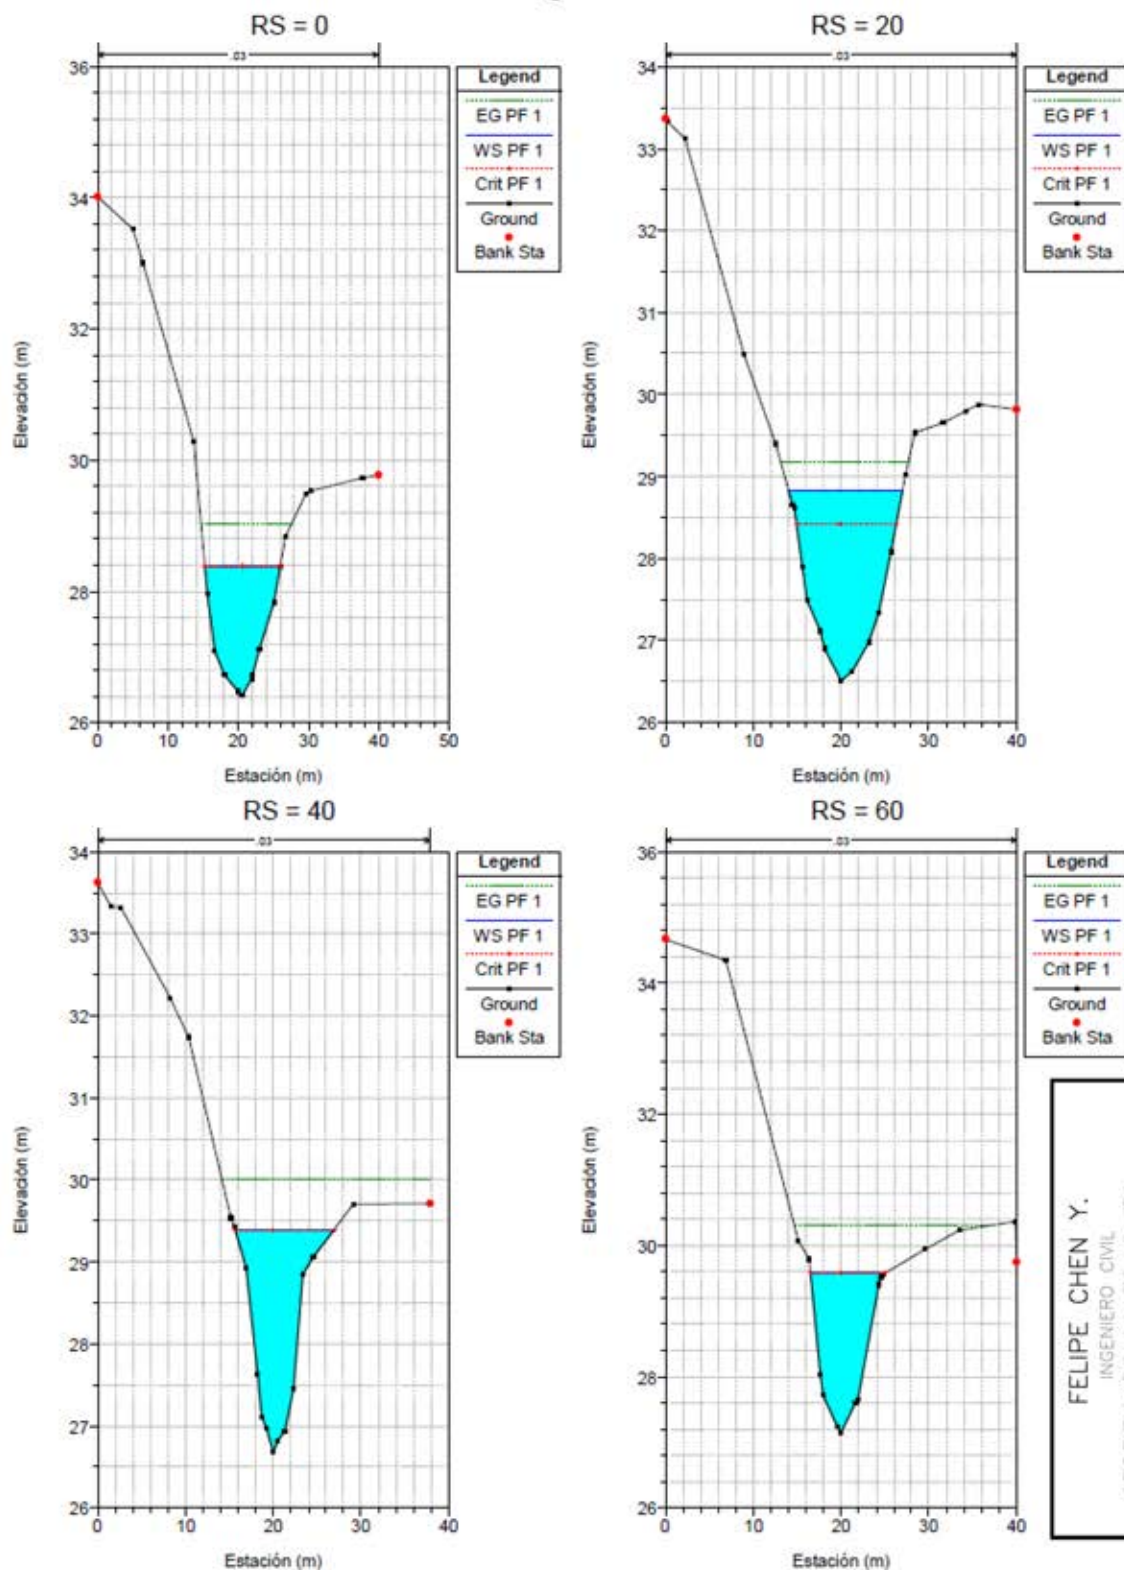 RS = 0
.03
36
34
32
30
28
26
0
10
20
30
40
50
Elevación (m)
Estación (m)
Legend
EG PF 1
WS PF 1
Crit PF 1
Ground
Bank Sta
RS = 20
.03
34
33
32
31
30
29
28
27
26
0
10
20
30
40
Elevación (m)
Estación (m)
Legend
EG PF 1
WS PF 1
Crit PF 1
Ground
Bank Sta
RS = 40
.03
34
33
32
31
30
29
28
27
26
0
10
20
30
40
Elevación (m)
Estación (m)
Legend
EG PF 1
WS PF 1
Crit PF 1
Ground
Bank Sta
RS = 60
.03
36
34
32
30
28
26
0
10
20
30
40
Elevación (m)
Estación (m)
Legend
EG PF 1
WS PF 1
Crit PF 1
Ground
Bank Sta
FELIPE CHEN Y.
INGENIERO CIVIL